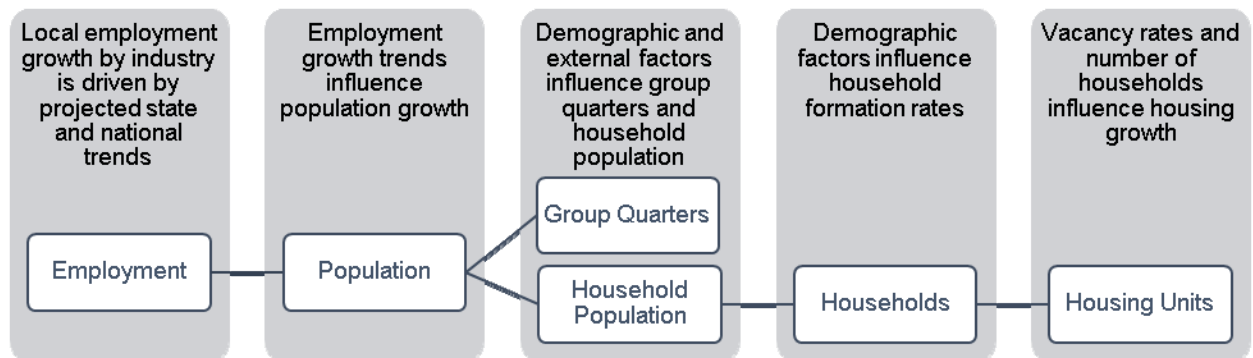 Local employment
growth by industry
is driven by
projected state
and national
trends
Employment
Employment
growth trends
influence
population growth
Population
Demographic and
external factors
influence group
quarters and
household
population
Group Quarters
Household
Population
Demographic
factors influence
household
formation rates
Households
Vacancy rates and
number of
households
influence housing
growth
Housing Units